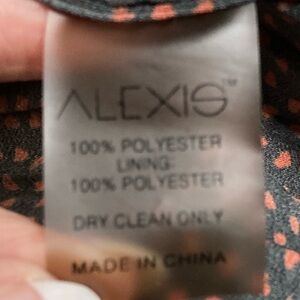 ALEXIS™
100% POLYESTER
LINING:
100% POLYESTER
DRY CLEAN ONLY
MADE IN CHINA